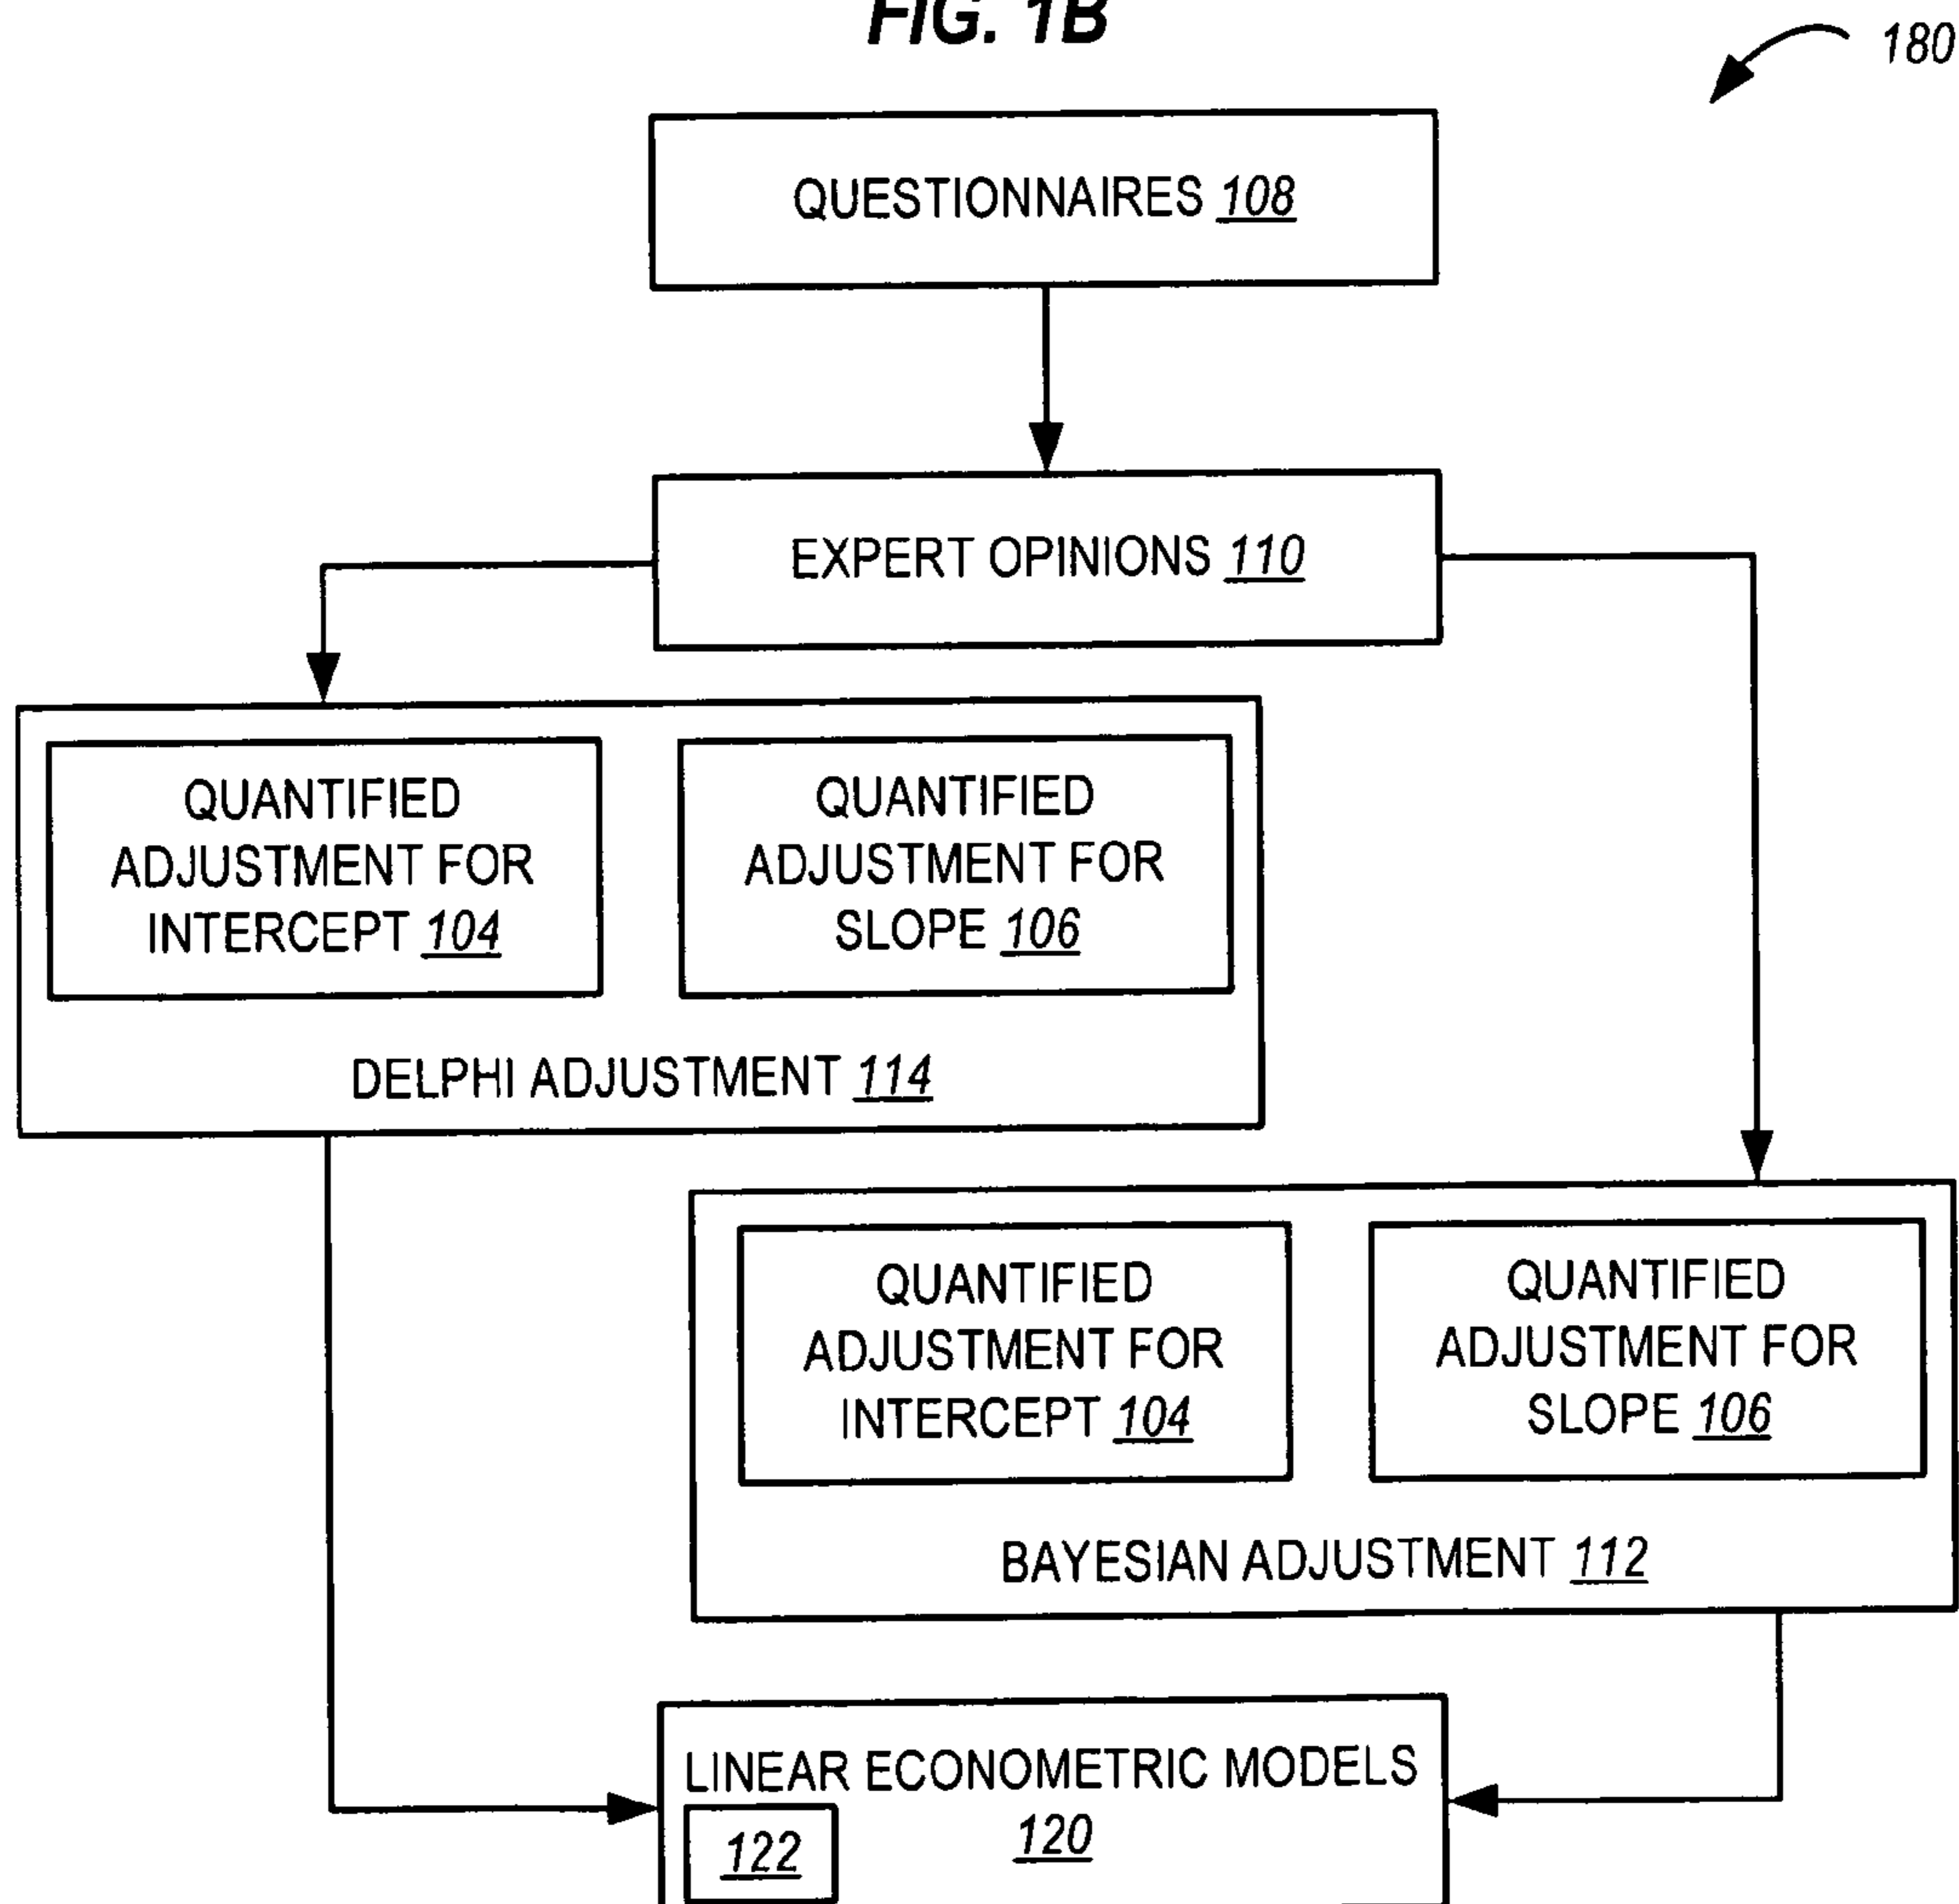 FIG. 1B
180
QUESTIONNAIRES 108
EXPERT OPINIONS 110
QUANTIFIED
ADJUSTMENT FOR
INTERCEPT 104
QUANTIFIED
ADJUSTMENT FOR
SLOPE 106
DELPHI ADJUSTMENT 114
QUANTIFIED
ADJUSTMENT FOR
INTERCEPT 104
QUANTIFIED
ADJUSTMENT FOR
SLOPE 106
BAYESIAN ADJUSTMENT 112
LINEAR ECONOMETRIC MODELS
120
122